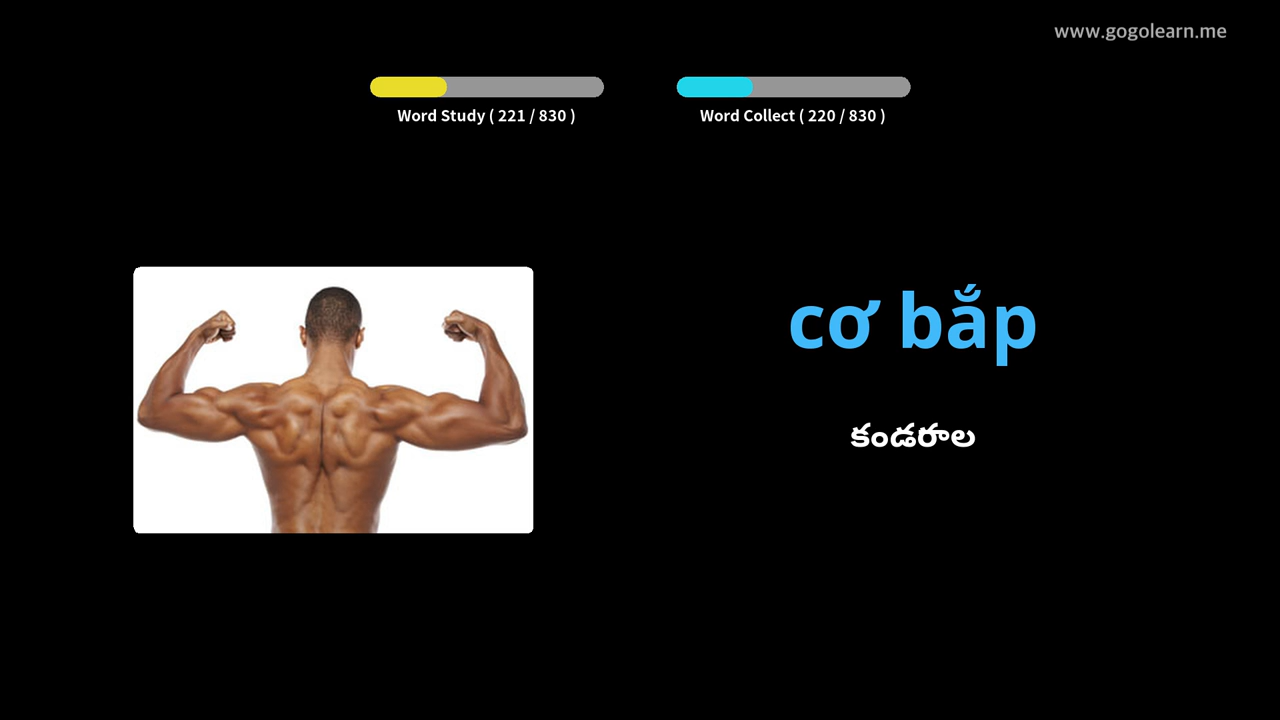 www.gogolearn.me
Word Study ( 221 / 830 )
Word Collect ( 220 / 830 )
cơ bắp
కండరాల